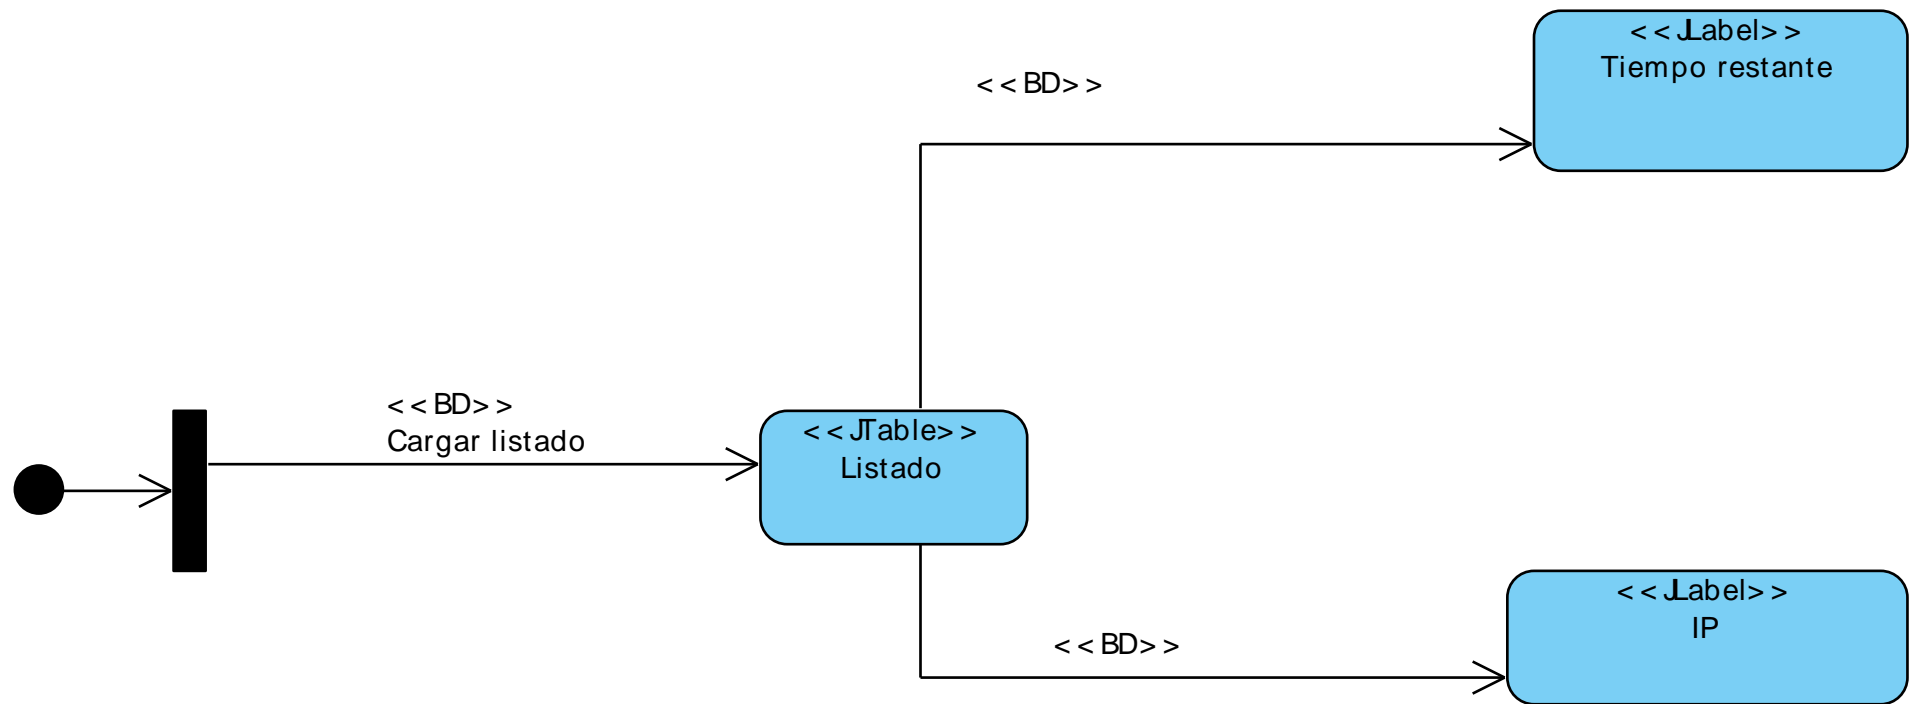 <<JLabel>>
Tiempo restante
<<BD>>
<<BD>>
Cargar listado
<<JTable>>
Listado
<<JLabel>>
IP
<<BD>>